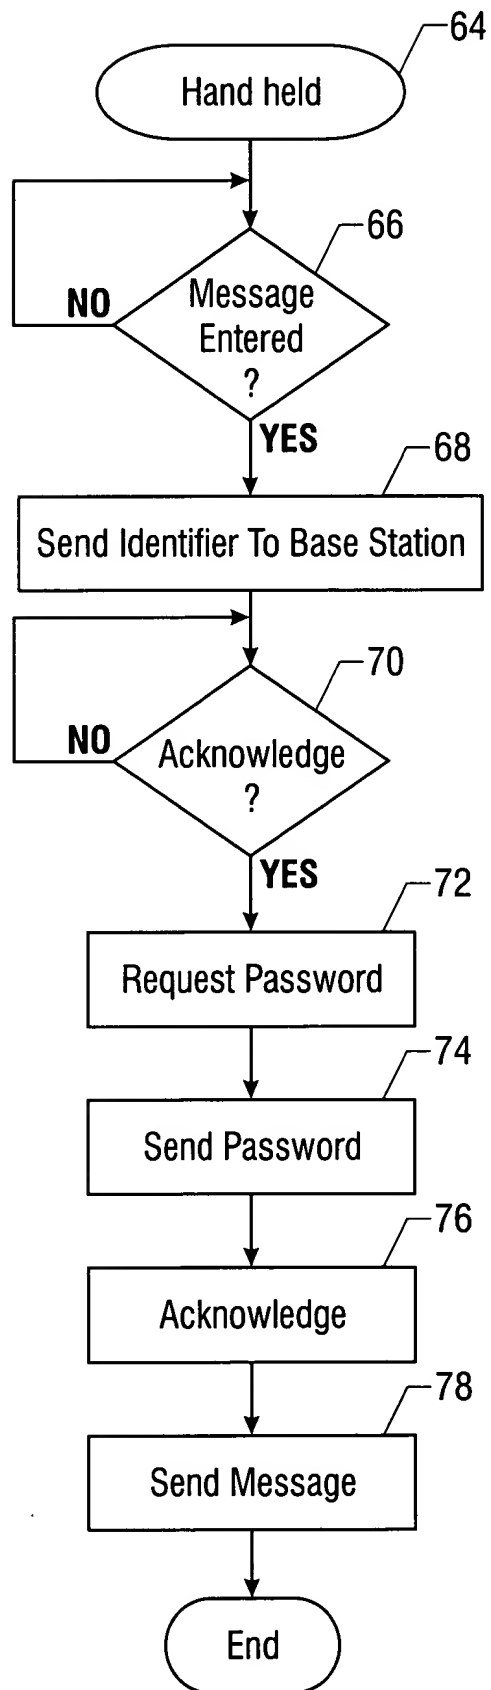 64
Hand held
66
Message
Entered
?
NO
YES
68
Send Identifier To Base Station
70
Acknowledge
?
NO
YES
72
Request Password
74
Send Password
76
Acknowledge
78
Send Message
End